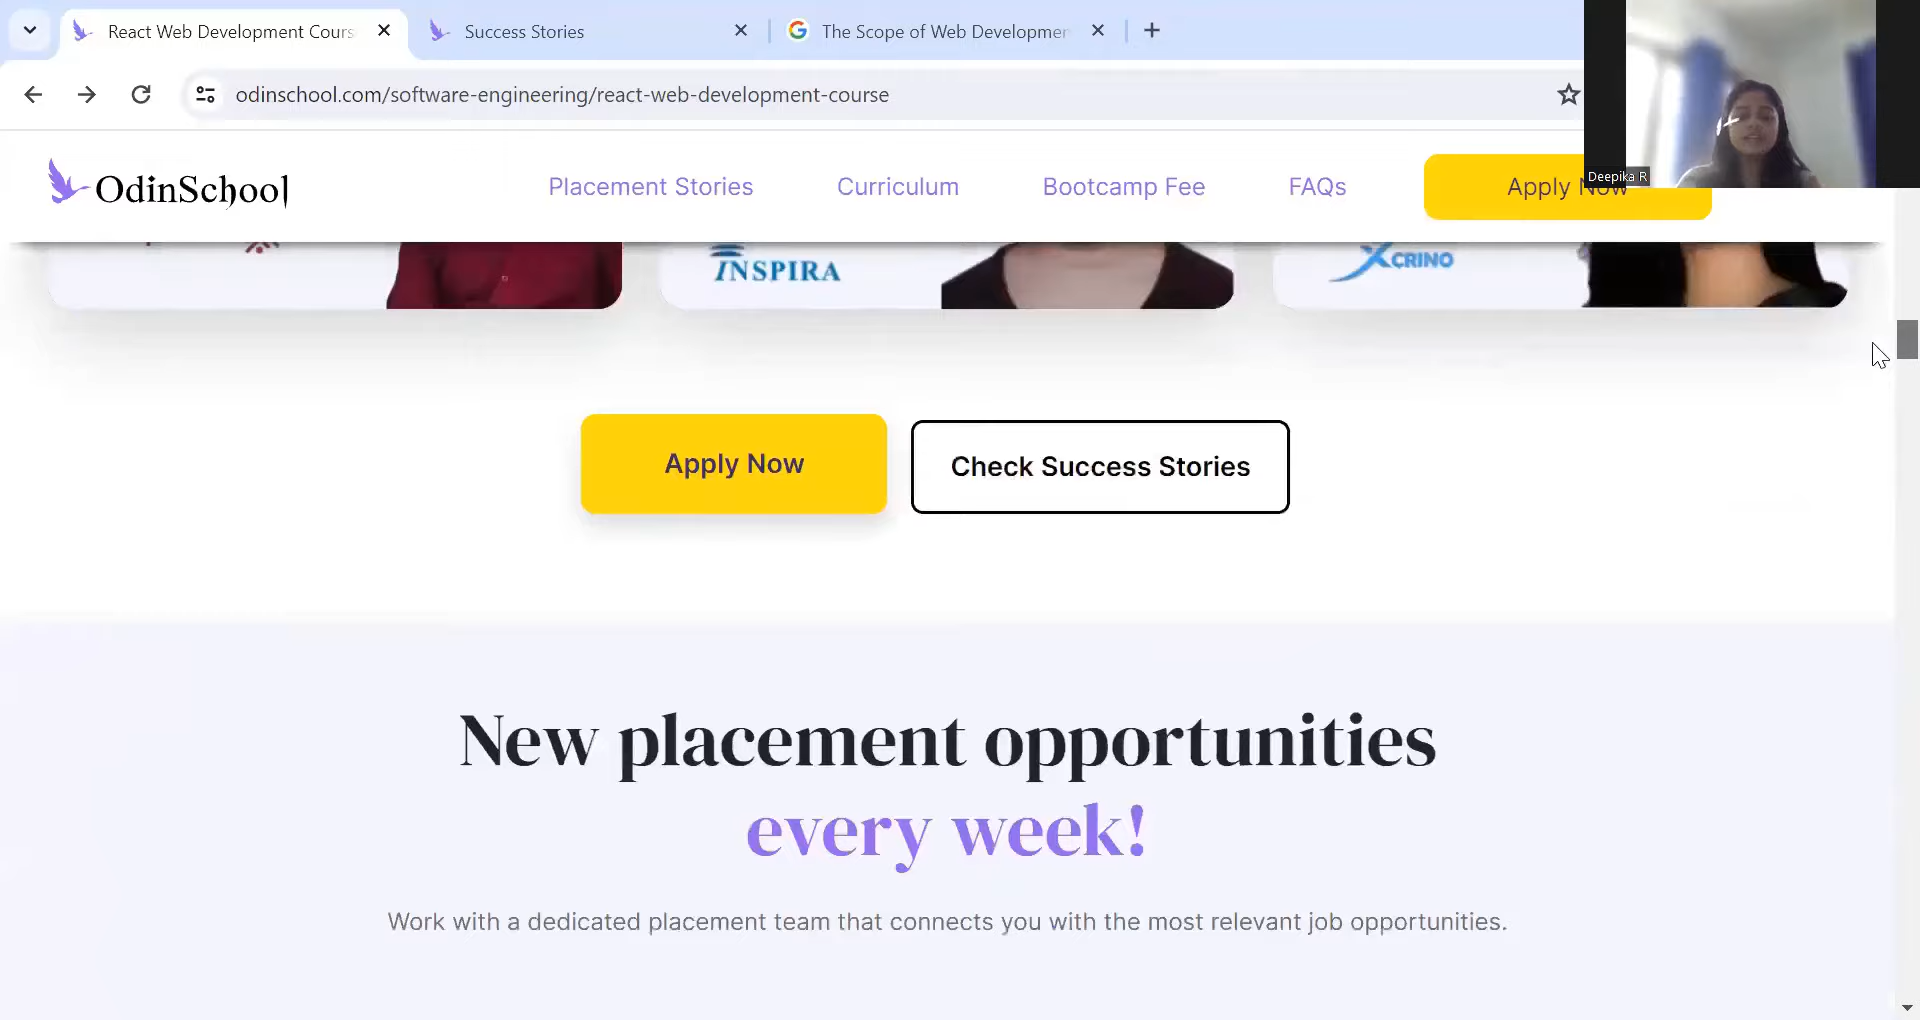 React Web Development Cours
Success Stories
The Scope of Web Developmen
odinschool.com/software-engineering/react-web-development-course
OdinSchool
Placement Stories
Curriculum
Bootcamp Fee
FAQs
Apply Now
Deepika R
INSPIRA
XCRINO
Apply Now
Check Success Stories
New placement opportunities
every week!
Work with a dedicated placement team that connects you with the most relevant job opportunities.